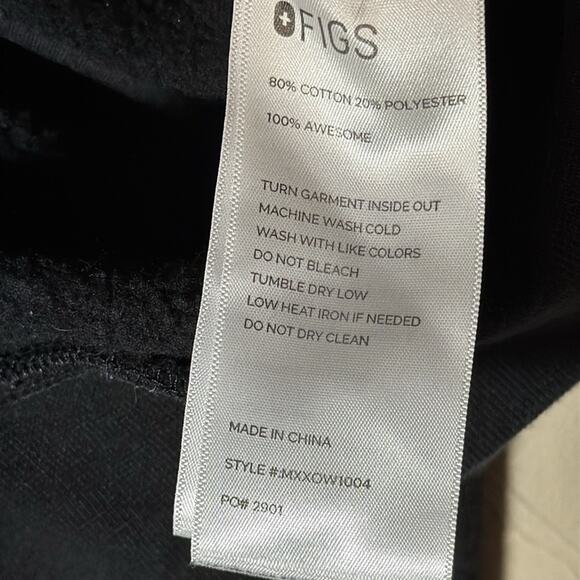 FIGS
80% COTTON 20% POLYESTER
100% AWESOME
TURN GARMENT INSIDE OUT
MACHINE WASH COLD
WASH WITH LIKE COLORS
DO NOT BLEACH
TUMBLE DRY LOW
LOW HEAT IRON IF NEEDED
DO NOT DRY CLEAN
MADE IN CHINA
STYLE #:MXXOW1004
PO# 2901